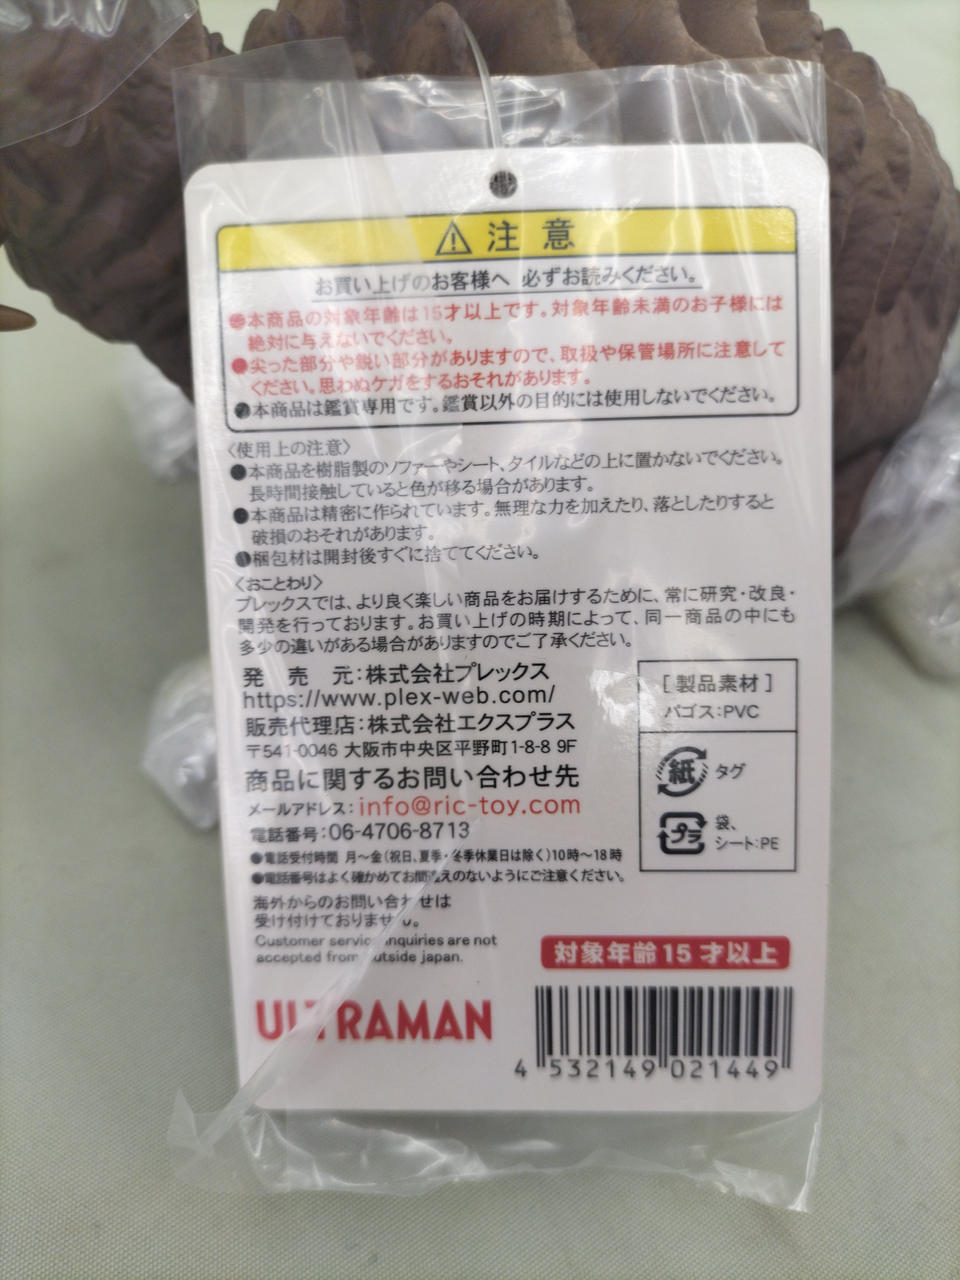 ⚠注意
お買い上げのお客様へ 必ずお読みください。
●本商品の対象年齢は15才以上です。対象年齢未満のお子様には
絶対に与えないでください。
●尖った部分や鋭い部分がありますので、取扱や保管場所に注意して
ください。思わぬケガをするおそれがあります。
●本商品は鑑賞専用です。鑑賞以外の目的には使用しないでください。
〈使用上の注意〉
●本商品を樹脂製のソファーやシート、タイルなどの上に置かないでください。
長時間接触していると色が移る場合があります。
●本商品は精密に作られています。無理な力を加えたり、落としたりすると
破損のおそれがあります。
●梱包材は開封後すぐに捨ててください。
〈おことわり〉
プレックスでは、より良く楽しい商品をお届けするために、常に研究・改良・
開発を行っております。お買い上げの時期によって、同一商品の中にも
多少の違いがある場合がありますのでご了承ください。
発売元:株式会社プレックス
https://www.plex-web.com/
販売代理店:株式会社エクスプラス
〒541-0046 大阪市中央区平野町1-8-8 9F
商品に関するお問い合わせ先
メールアドレス:info@ric-toy.com
電話番号:06-4706-8713
●電話受付時間 月～金(祝日、夏季・冬季休業日は除く)10時～18時
●電話番号はよく確かめてお間違えのないようにご注意ください。
海外からのお問い合わせは
受け付けておりません。
Customer service inquiries are not
accepted from outside japan.
[製品素材]
パゴス:PVC
紙 タグ
プラ 袋、
シート:PE
対象年齢15才以上
ULTRAMAN
4 532149 021449